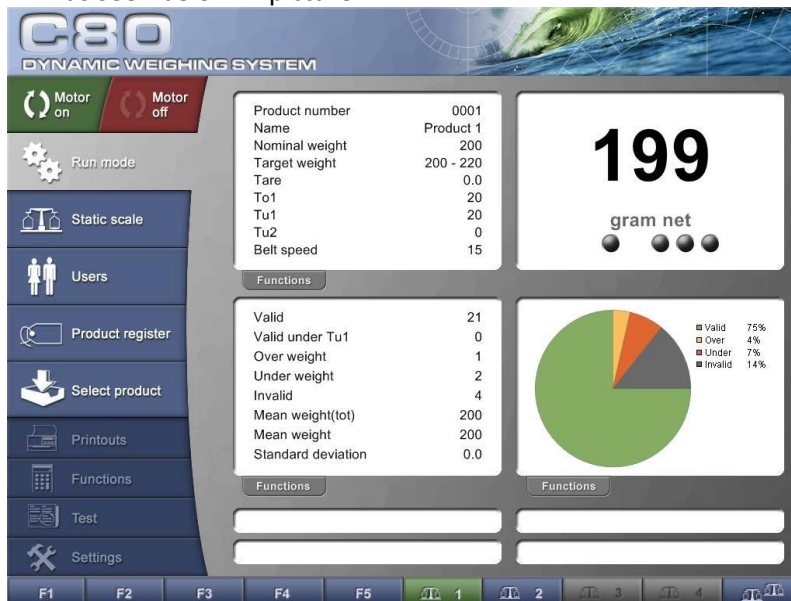 C80
DYNAMIC WEIGHING SYSTEM
Motor on
Motor off
Run mode
Static scale
Users
Product register
Select product
Printouts
Functions
Test
Settings
Product number 0001
Name Product 1
Nominal weight 200
Target weight 200 - 220
Tare 0.0
To1 20
Tu1 20
Tu2 0
Belt speed 15
Functions
199
gram net
Valid 21
Valid under Tu1 0
Over weight 1
Under weight 2
Invalid 4
Mean weight(tot) 200
Mean weight 200
Standard deviation 0.0
Functions
Valid 75%
Over 4%
Under 7%
Invalid 14%
Functions
F1 F2 F3 F4 F5 1 2 3 4